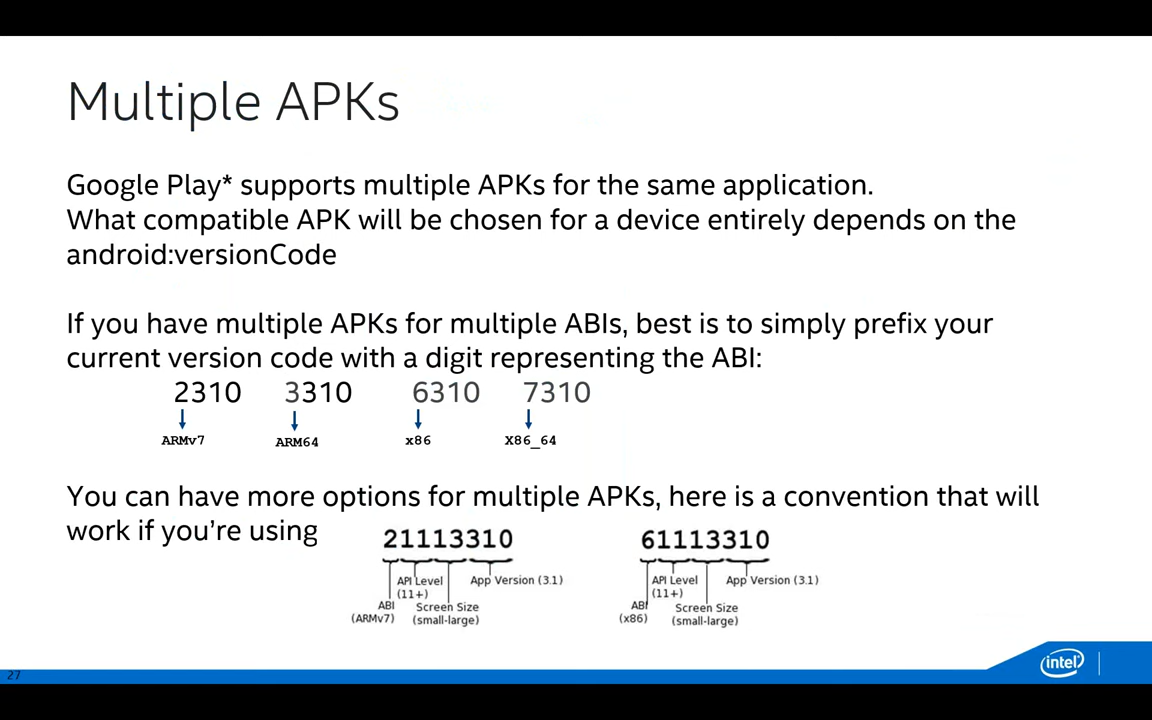 Multiple APKs
Google Play* supports multiple APKs for the same application.
What compatible APK will be chosen for a device entirely depends on the
android:versionCode
If you have multiple APKs for multiple ABIs, best is to simply prefix your
current version code with a digit representing the ABI:
2310 3310 6310 7310
ARMv7 ARM64 x86 X86_64
You can have more options for multiple APKs, here is a convention that will
work if you're using
21113310
API Level
(11+)
App Version (3.1)
ABI
(ARMv7)
Screen Size
(small-large)
61113310
API Level
(11+)
App Version (3.1)
ABI
(x86)
Screen Size
(small-large)
27
intel